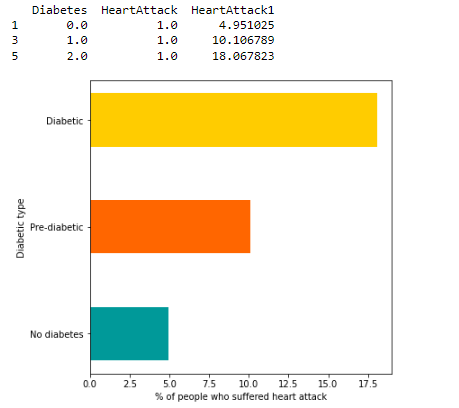 Diabetes HeartAttack HeartAttack1
1 0.0 1.0 4.951025
3 1.0 1.0 10.106789
5 2.0 1.0 18.067823
Diabetic
Pre-diabetic
No diabetes
Diabetic type
0.0 2.5 5.0 7.5 10.0 12.5 15.0 17.5
% of people who suffered heart attack